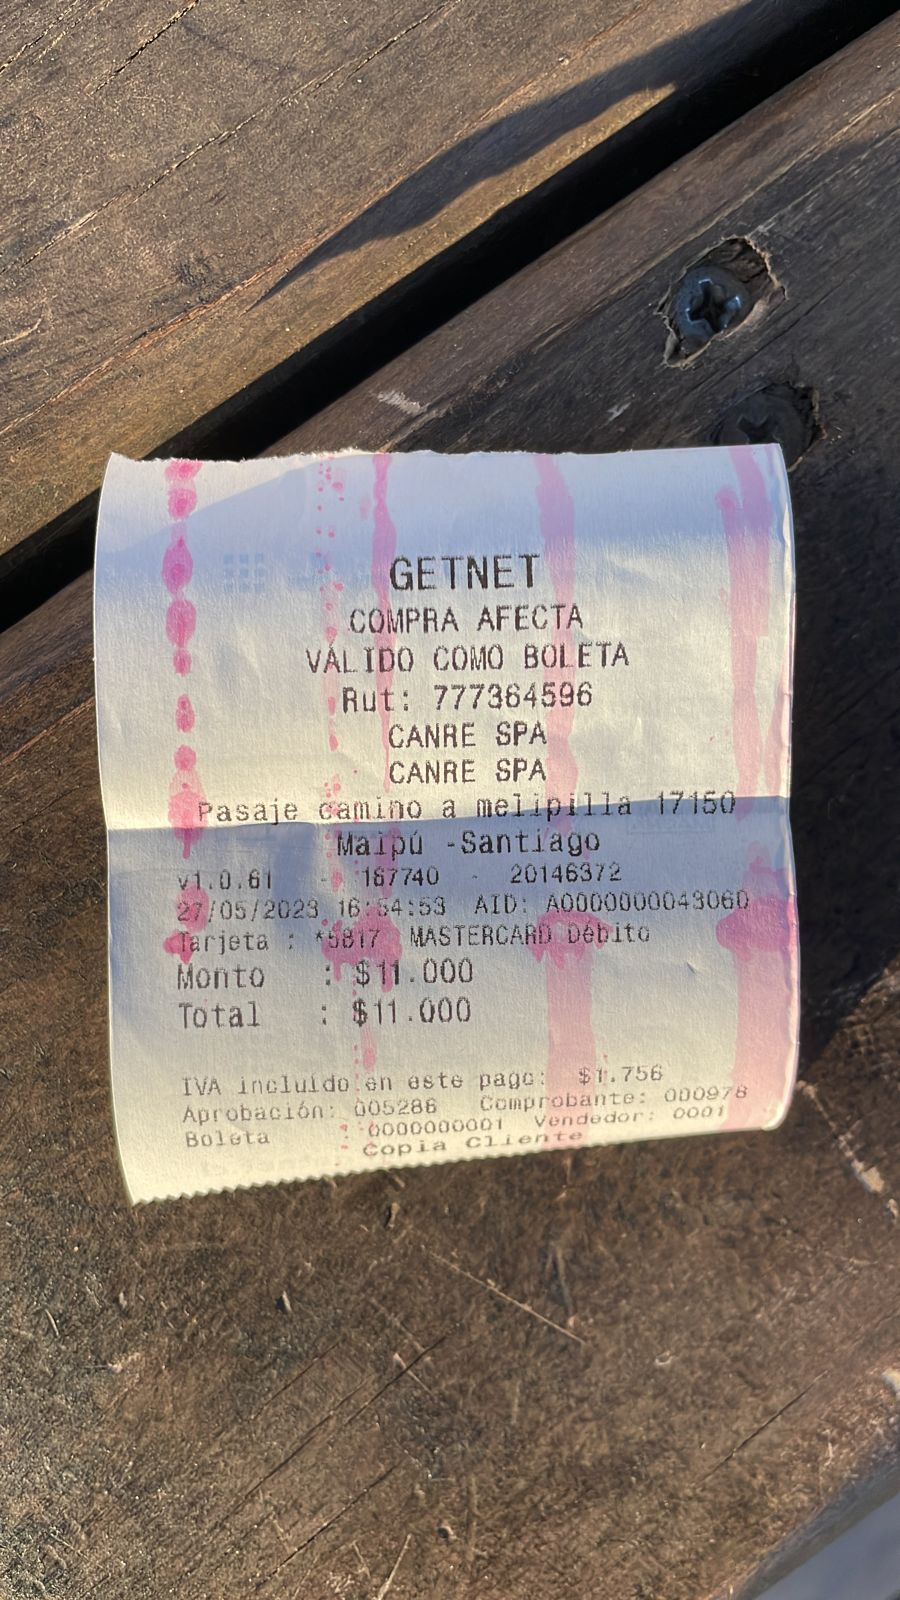 GETNET
COMPRA AFECTA
VÁLIDO COMO BOLETA
Rut: 777364596
CANRE SPA
CANRE SPA
Pasaje camino a melipilla 17150
Maipú -Santiago
v1.0.61 - 167740 - 20146372
27/05/2023 16:54:53 AID: A0000000043060
Tarjeta : *5817 MASTERCARD Débito
Monto : $11.000
Total : $11.000
IVA incluido en este pago: $1.756
Aprobación: 005286 Comprobante: 000978
Boleta : 0000000001 Vendedor: 0001
Copia Cliente